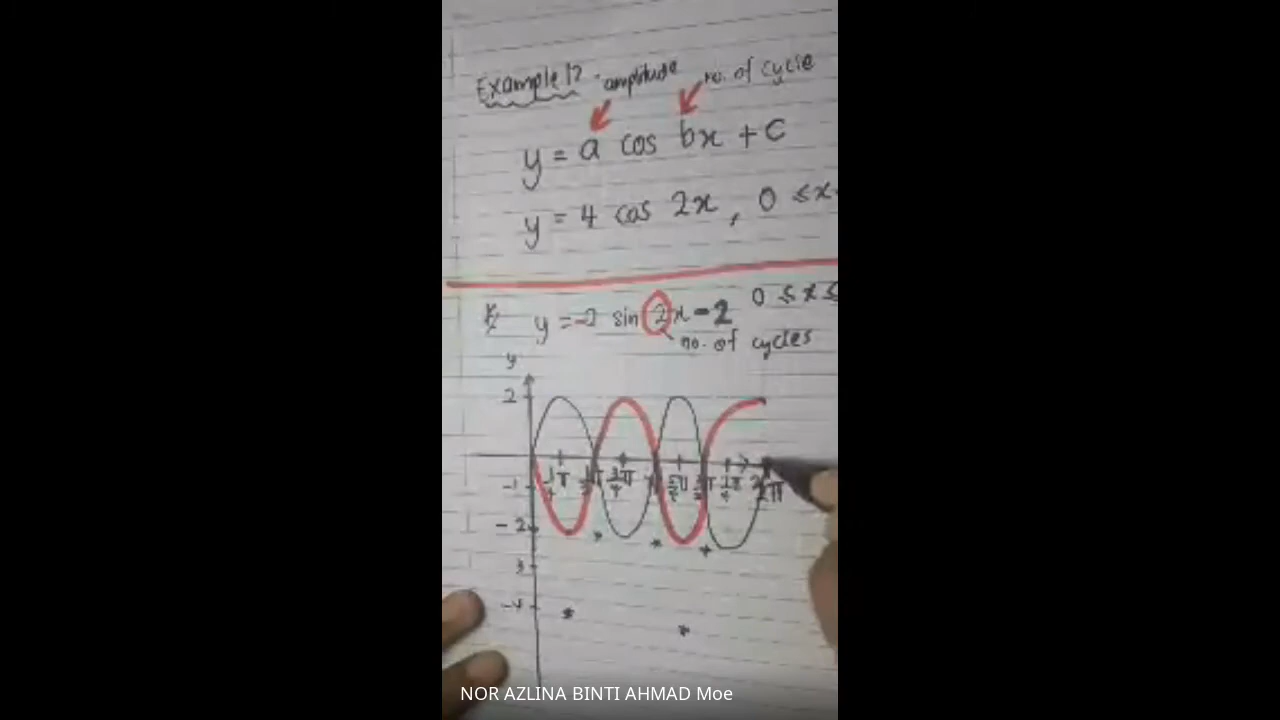 Example 12 . amplitude no. of cycle
y = a cos bx + c
y = 4 cos 2x , 0 ≤ x
y = -2 sin 2x - 2 0 ≤ x ≤
no. of cycles
y
2
-1
-2
3
-4
NOR AZLINA BINTI AHMAD Moe